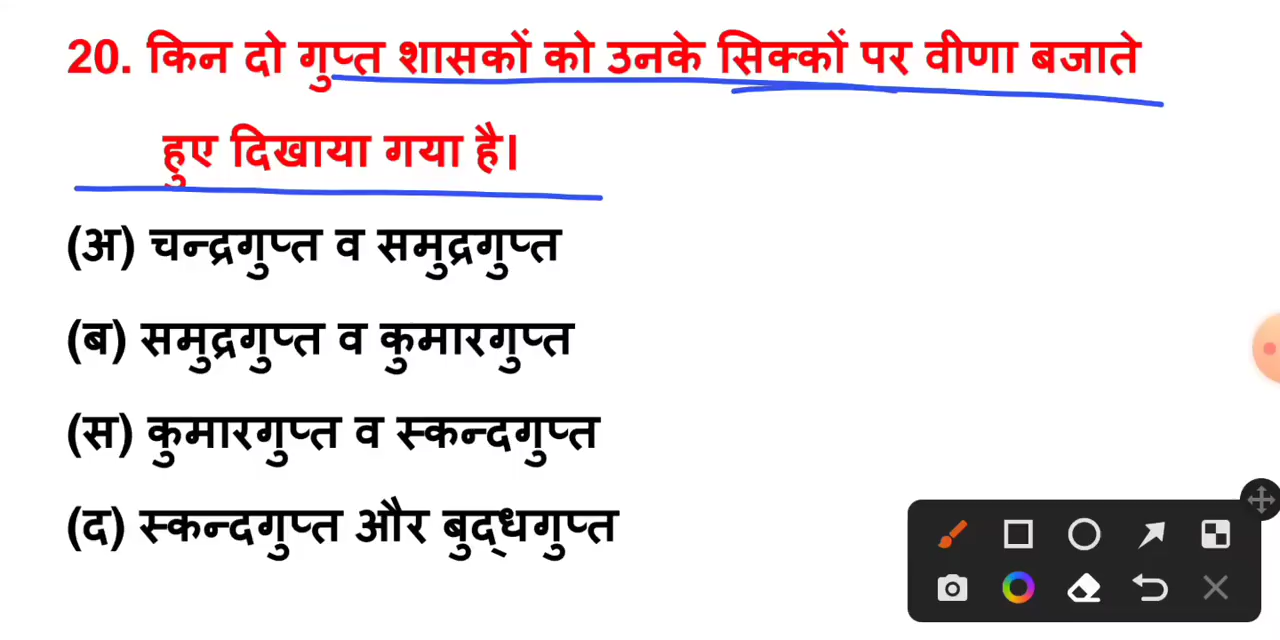 20. किन दो गुप्त शासकों को उनके सिक्कों पर वीणा बजाते
हुए दिखाया गया है।
(अ) चन्द्रगुप्त व समुद्रगुप्त
(ब) समुद्रगुप्त व कुमारगुप्त
(स) कुमारगुप्त व स्कन्दगुप्त
(द) स्कन्दगुप्त और बुद्धगुप्त